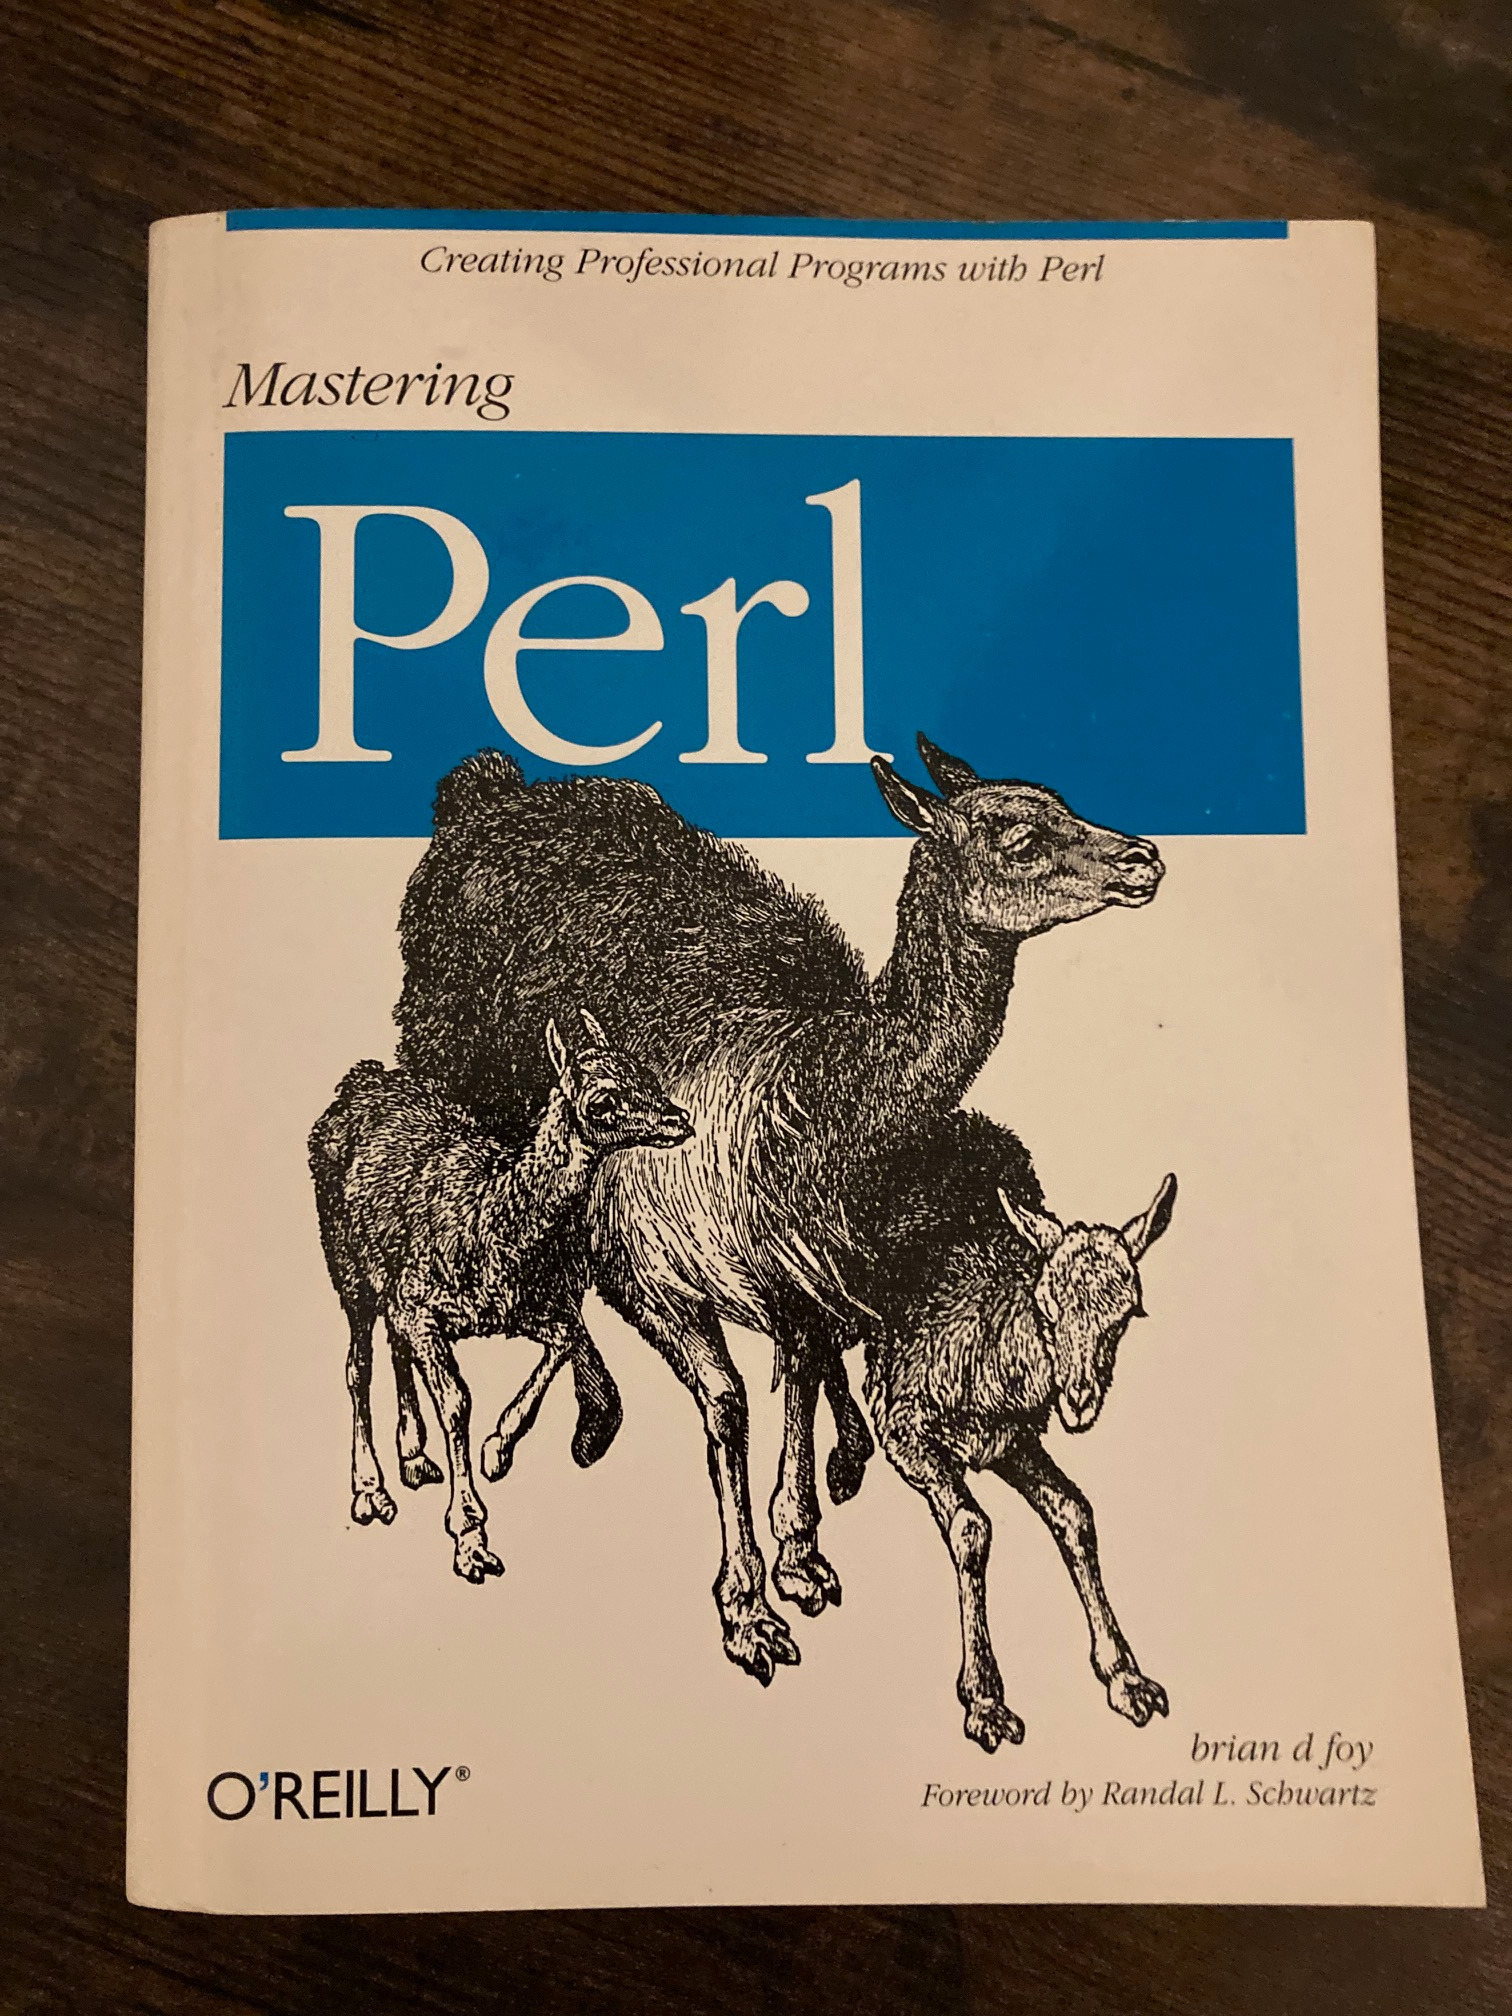 Creating Professional Programs with Perl
Mastering
Perl
brian d foy
Foreword by Randal L. Schwartz
O'REILLY®